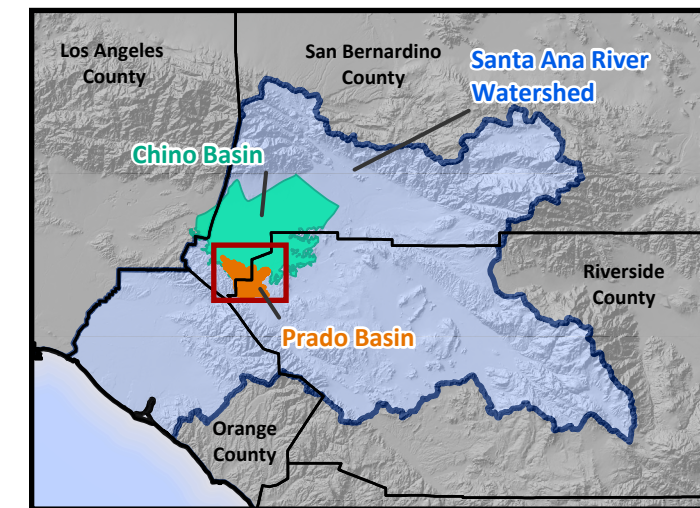 Los Angeles
County
San Bernardino
County
Santa Ana River
Watershed
Chino Basin
Riverside
County
Prado Basin
Orange
County